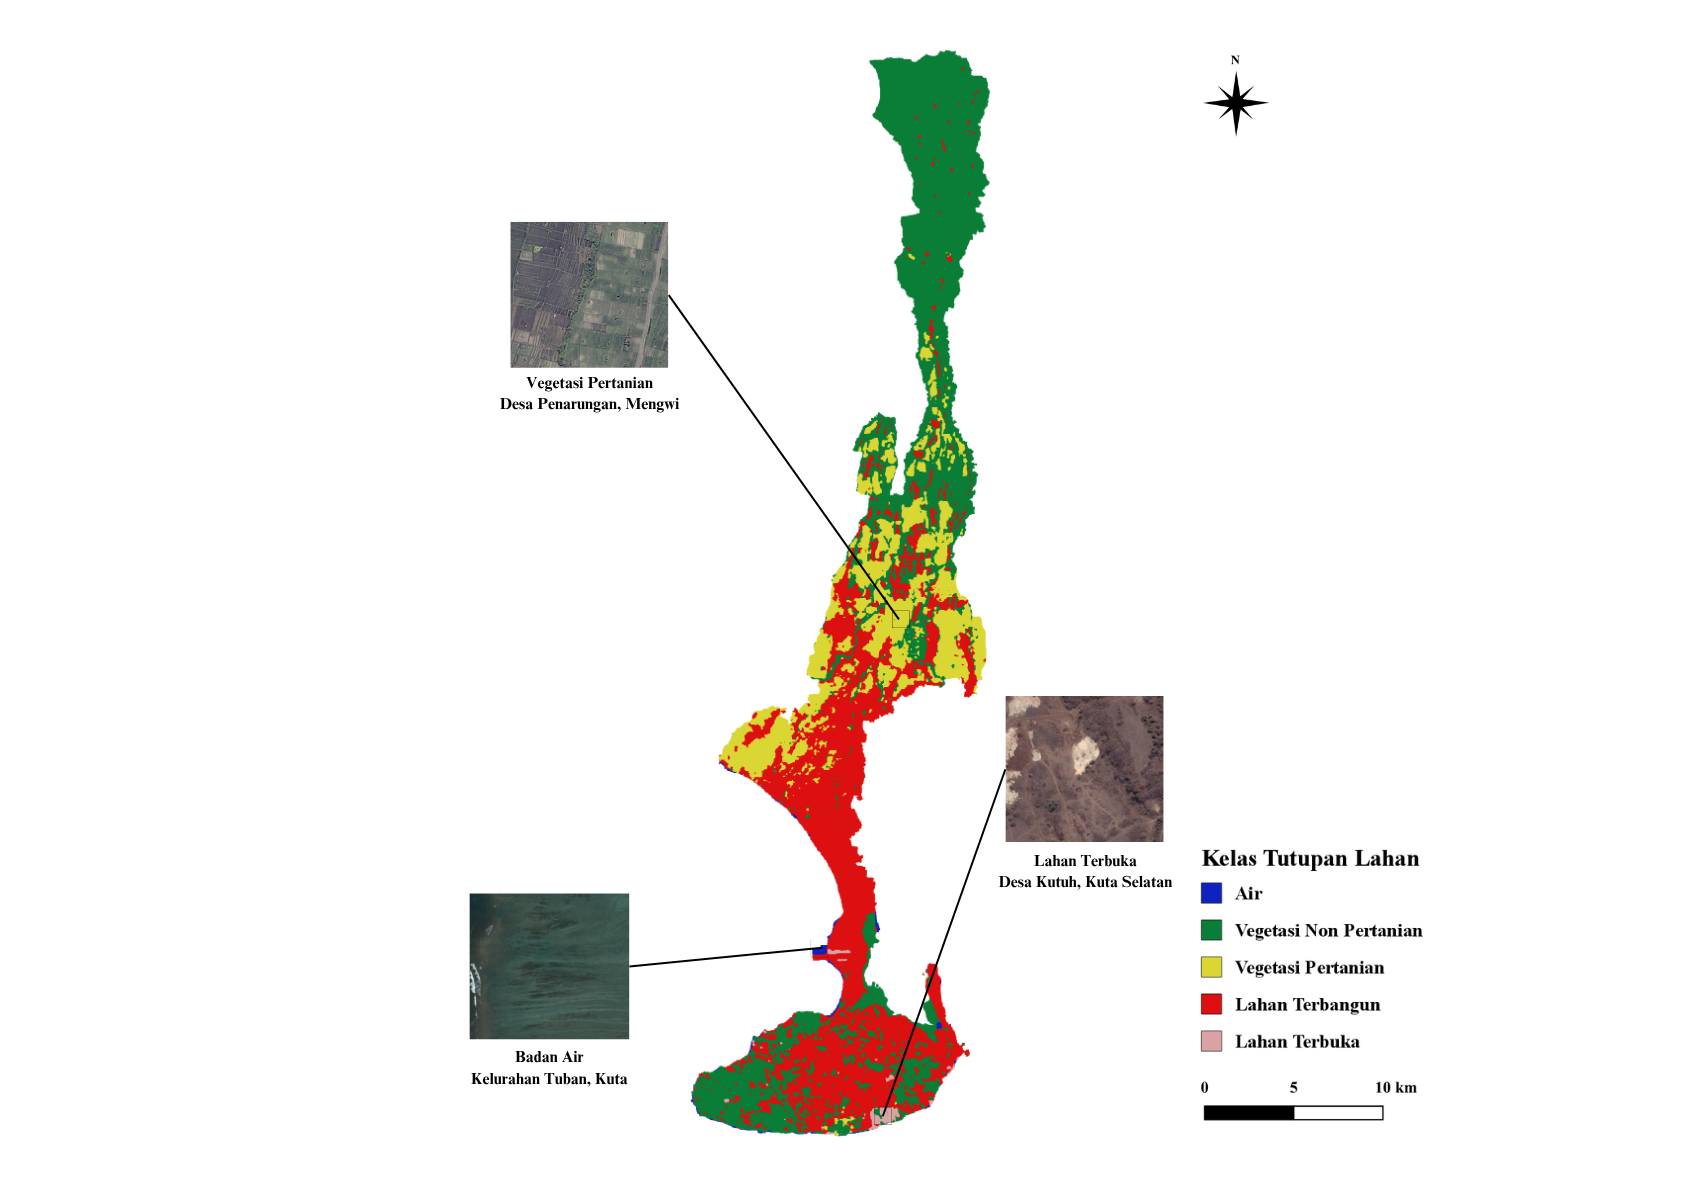 N
Vegetasi Pertanian
Desa Penarungan, Mengwi
Lahan Terbuka
Desa Kutuh, Kuta Selatan
Badan Air
Kelurahan Tuban, Kuta
Kelas Tutupan Lahan
Air
Vegetasi Non Pertanian
Vegetasi Pertanian
Lahan Terbangun
Lahan Terbuka
0 5 10 km